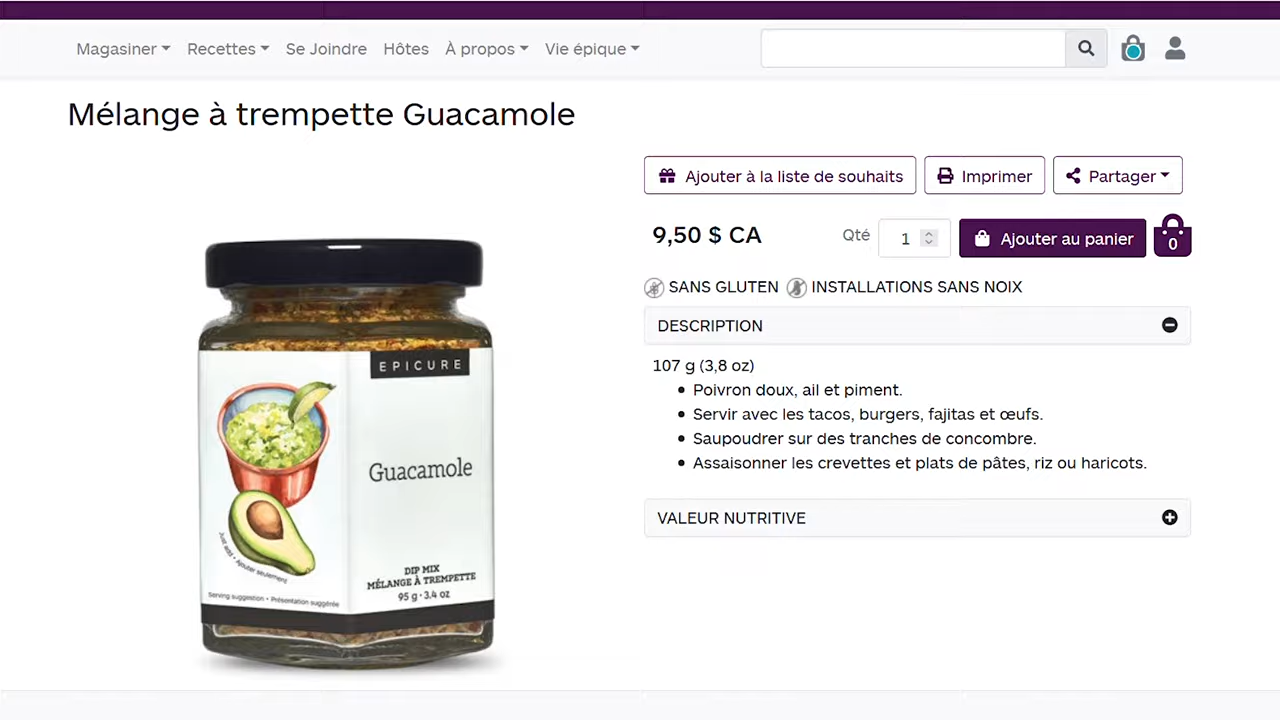 Magasiner Recettes Se Joindre Hôtes À propos Vie épique
Mélange à trempette Guacamole
Ajouter à la liste de souhaits Imprimer Partager
9,50 $ CA Qté 1 Ajouter au panier 0
SANS GLUTEN INSTALLATIONS SANS NOIX
DESCRIPTION
107 g (3,8 oz)
Poivron doux, ail et piment.
Servir avec les tacos, burgers, fajitas et œufs.
Saupoudrer sur des tranches de concombre.
Assaisonner les crevettes et plats de pâtes, riz ou haricots.
VALEUR NUTRITIVE
EPICURE
Guacamole
Just add • Ajouter seulement
DIP MIX
MÉLANGE À TREMPETTE
95 g · 3.4 oz
Serving suggestion • Présentation suggérée